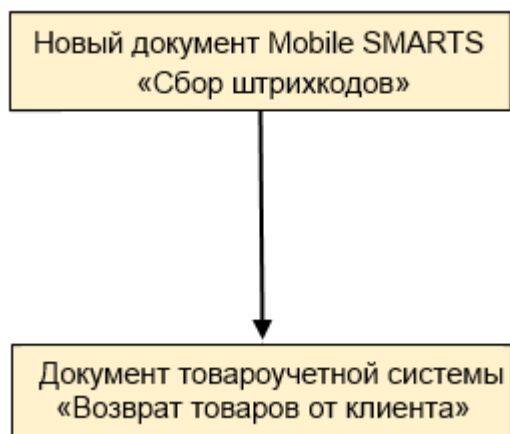 Новый документ Mobile SMARTS
«Сбор штрихкодов»
Документ товароучетной системы
«Возврат товаров от клиента»